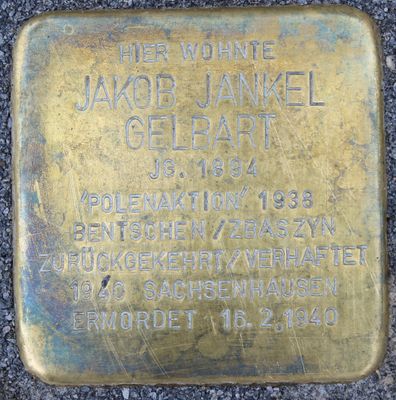 HIER WOHNTE
JAKOB JANKEL
GELBART
JG. 1894
'POLENAKTION' 1938
BENTSCHEN/ZBASZYN
ZURÜCKGEKEHRT/VERHAFTET
1940 SACHSENHAUSEN
ERMORDET 16.2.1940